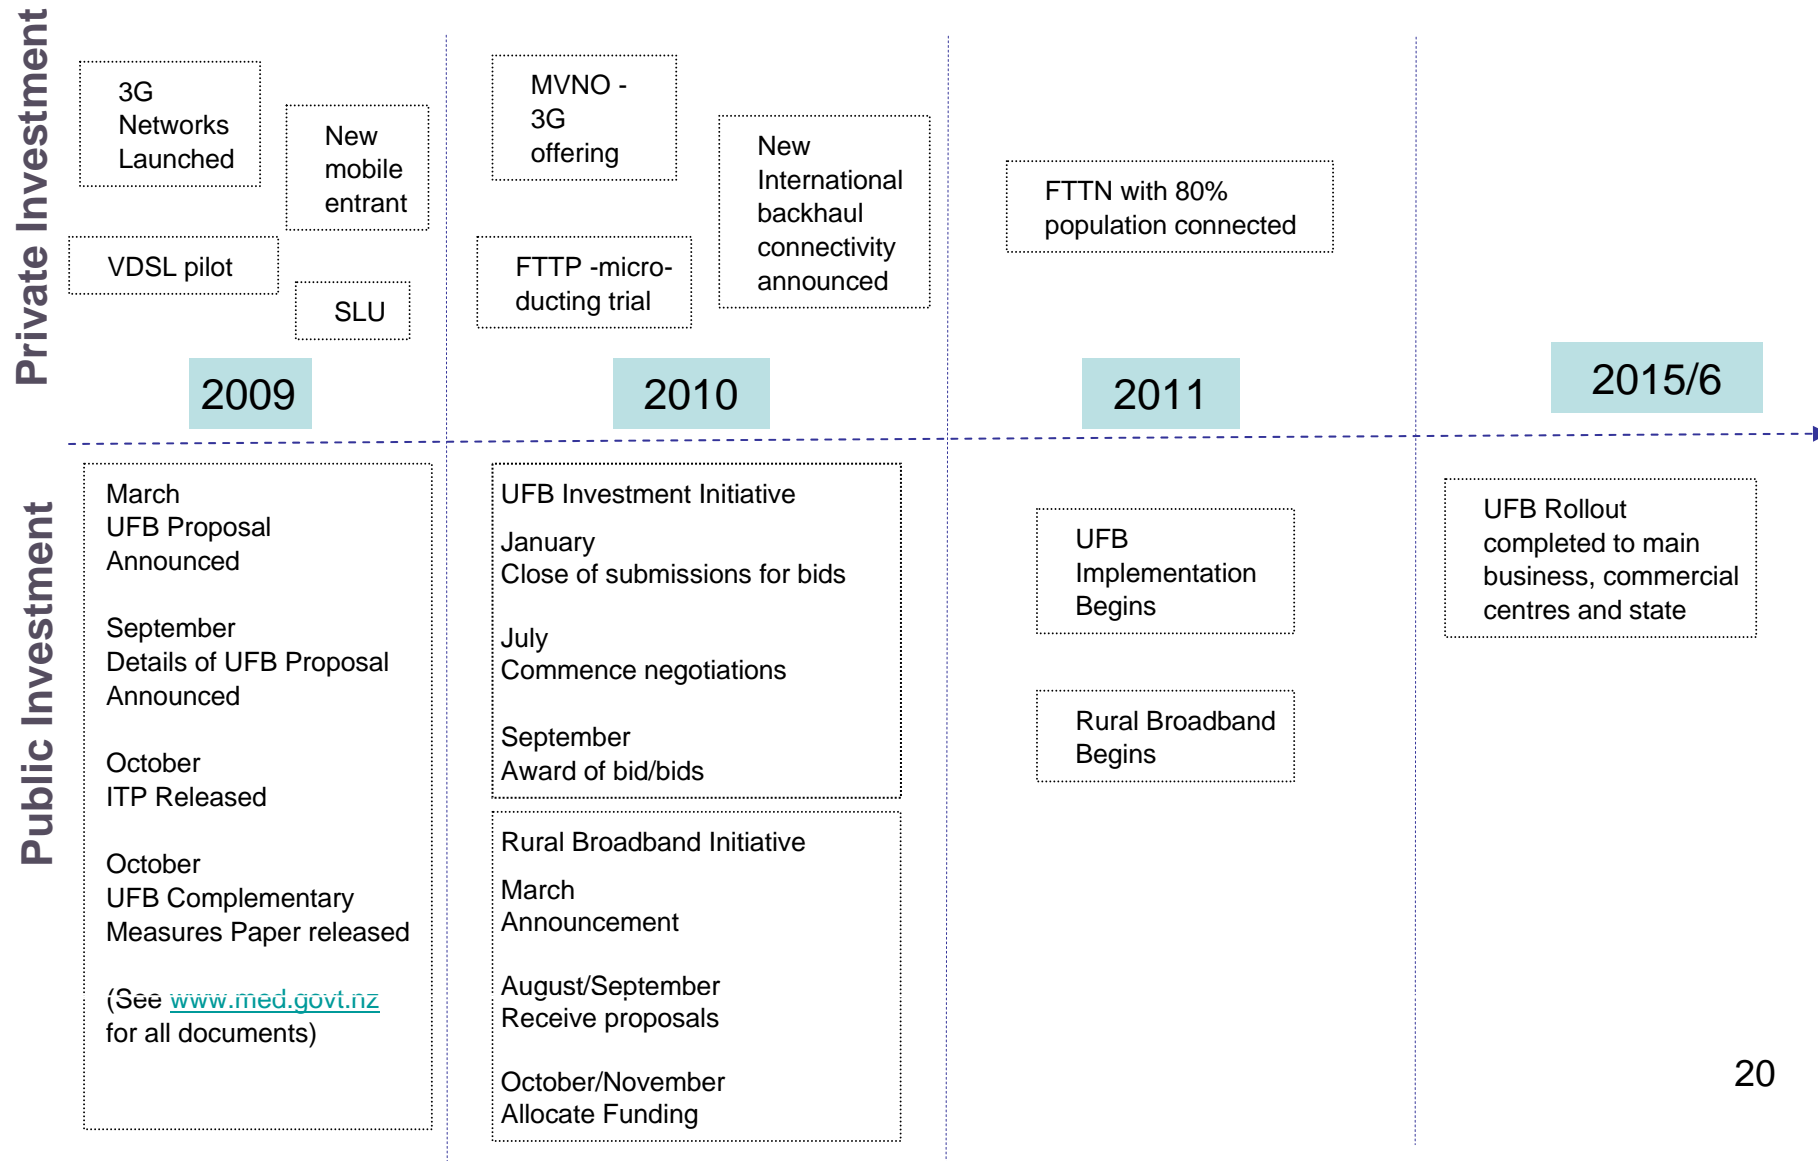 Private Investment
3G
Networks
Launched
New
mobile
entrant
VDSL pilot
SLU
MVNO -
3G
offering
New
International
backhaul
connectivity
announced
FTTP -micro-
ducting trial
FTTN with 80%
population connected
2009
2010
2011
2015/6
Public Investment
March
UFB Proposal
Announced
September
Details of UFB Proposal
Announced
October
ITP Released
October
UFB Complementary
Measures Paper released
(See www.med.govt.nz
for all documents)
UFB Investment Initiative
January
Close of submissions for bids
July
Commence negotiations
September
Award of bid/bids
Rural Broadband Initiative
March
Announcement
August/September
Receive proposals
October/November
Allocate Funding
UFB
Implementation
Begins
Rural Broadband
Begins
UFB Rollout
completed to main
business, commercial
centres and state
20